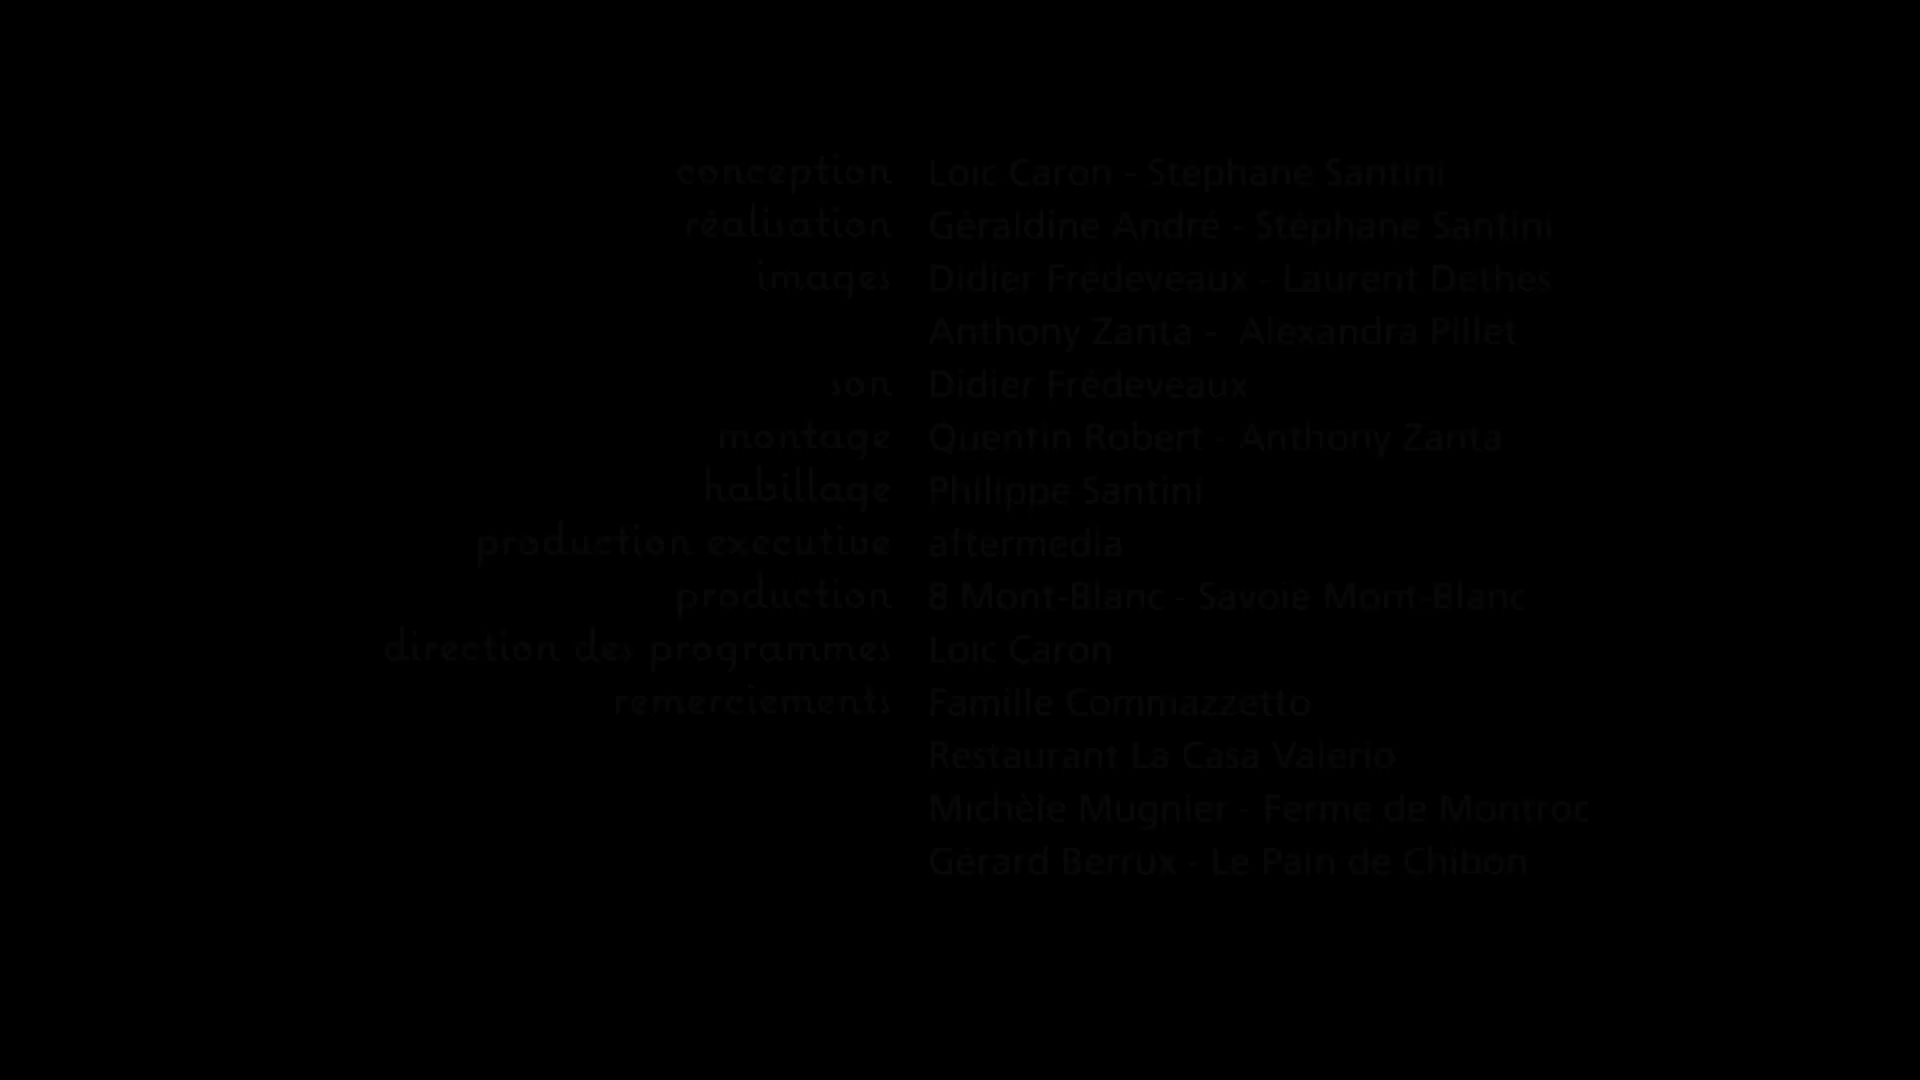 conception Loïc Caron - Stéphane Santini
réalisation Géraldine André - Stéphane Santini
images Didier Frédeveaux - Laurent Dethes
Anthony Zanta - Alexandra Pillet
son Didier Frédeveaux
montage Quentin Robert - Anthony Zanta
habillage Philippe Santini
production executive aftermedia
production 8 Mont-Blanc - Savoie Mont-Blanc
direction des programmes Loïc Caron
remerciements Famille Commazzetto
Restaurant La Casa Valerio
Michèle Mugnier - Ferme de Montroc
Gérard Berrux - Le Pain de Chibon